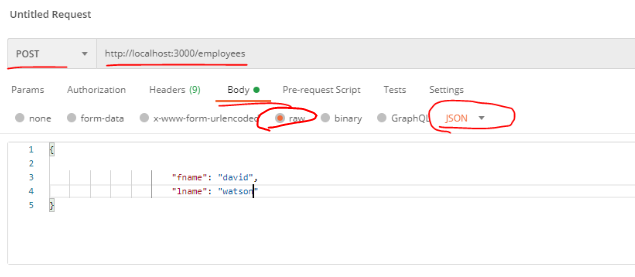 Untitled Request
POST http://localhost:3000/employees
Params Authorization Headers (9) Body Pre-request Script Tests Settings
none form-data x-www-form-urlencoded raw binary GraphQL JSON
1 {
2
3 "fname": "david",
4 "lname": "watson"
5 }